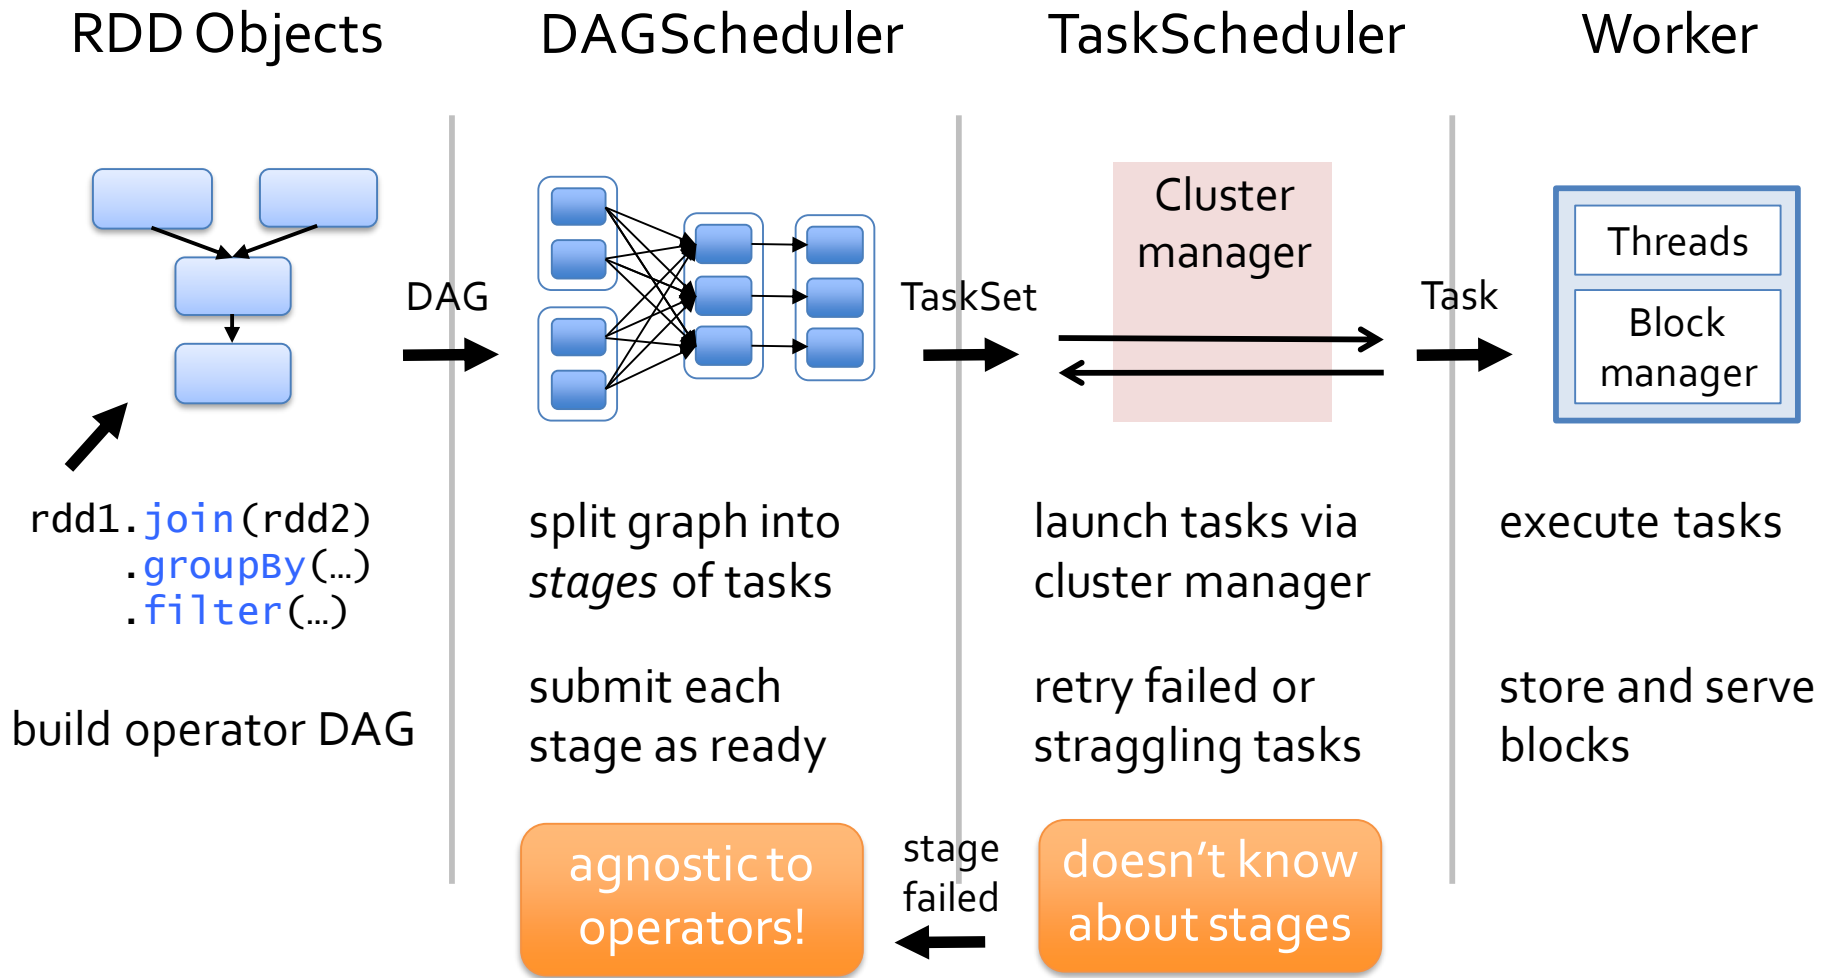 RDD Objects
DAGScheduler
TaskScheduler
Worker
DAG
TaskSet
Cluster
manager
Task
Threads
Block
manager
rdd1.join(rdd2)
.groupBy(…)
.filter(…)
build operator DAG
split graph into
stages of tasks
submit each
stage as ready
launch tasks via
cluster manager
retry failed or
straggling tasks
execute tasks
store and serve
blocks
agnostic to
operators!
stage
failed
doesn’t know
about stages